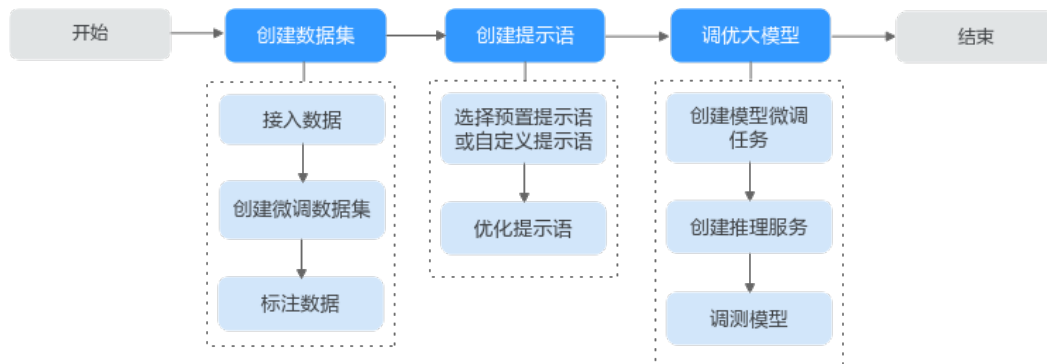 开始
创建数据集
创建提示语
调优大模型
结束
接入数据
创建微调数据集
标注数据
选择预置提示语
或自定义提示语
优化提示语
创建模型微调
任务
创建推理服务
调测模型